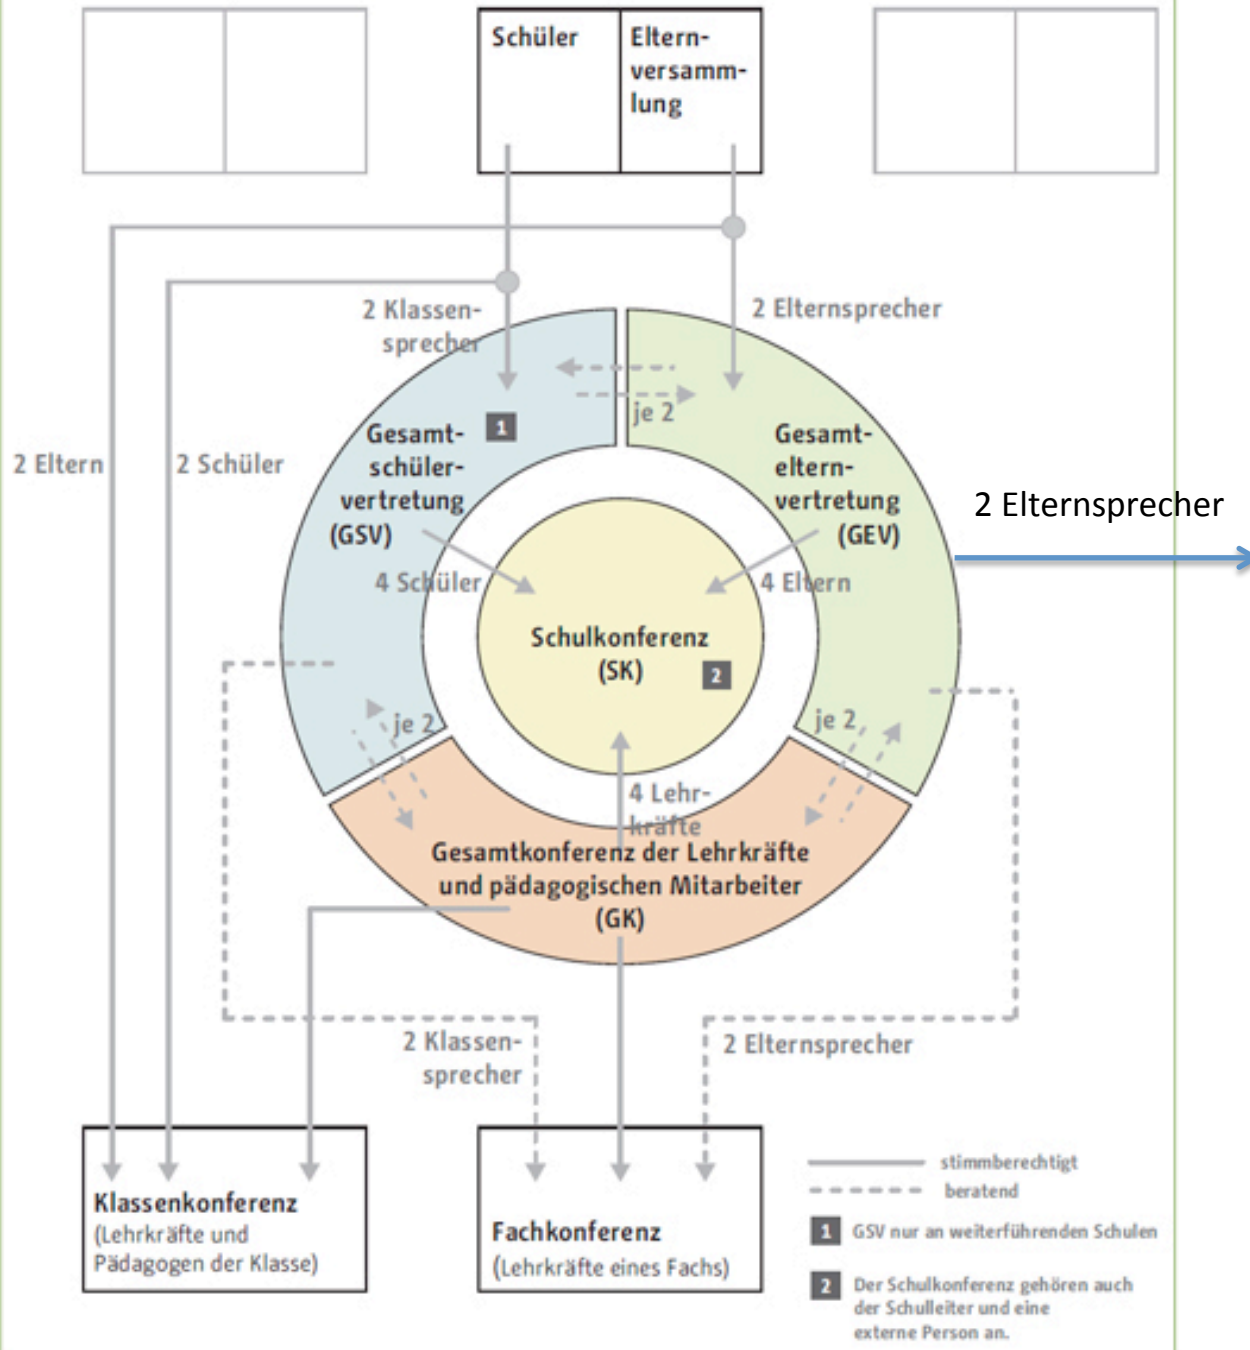 Schüler
Eltern-
versamm-
lung
2 Klassen-
sprecher
2 Elternsprecher
je 2
1
Gesamt-
schüler-
vertretung
(GSV)
Gesamt-
eltern-
vertretung
(GEV)
2 Eltern
2 Schüler
2 Elternsprecher
4 Schüler
4 Eltern
Schulkonferenz
(SK)
2
je 2
je 2
4 Lehr-
kräfte
Gesamtkonferenz der Lehrkräfte
und pädagogischen Mitarbeiter
(GK)
2 Klassen-
sprecher
2 Elternsprecher
Klassenkonferenz
(Lehrkräfte und
Pädagogen der Klasse)
Fachkonferenz
(Lehrkräfte eines Fachs)
stimmberechtigt
beratend
1 GSV nur an weiterführenden Schulen
2 Der Schulkonferenz gehören auch
der Schulleiter und eine
externe Person an.